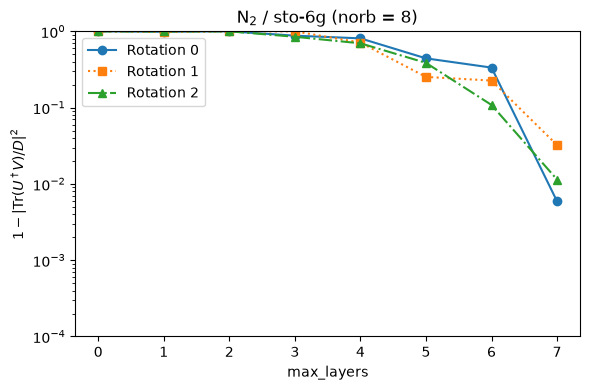 N₂ / sto-6g (norb = 8)
Rotation 0
Rotation 1
Rotation 2
1 − |Tr(U†V)/D|²
10⁰
10⁻¹
10⁻²
10⁻³
10⁻⁴
0 1 2 3 4 5 6 7
max_layers